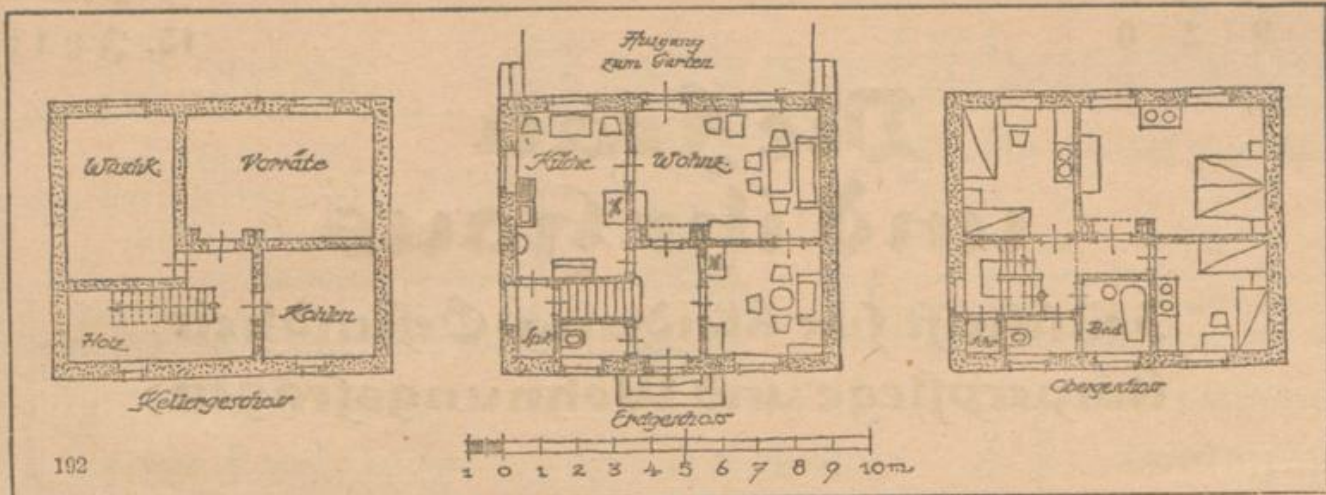 Ausgang
zum Garten
Waschk.
Vorräte
Holz
Kohlen
Kellergeschoss
Küche
Wohnz.
Spk
Erdgeschoss
Bad
Obergeschoss
1 0 1 2 3 4 5 6 7 8 9 10m
192